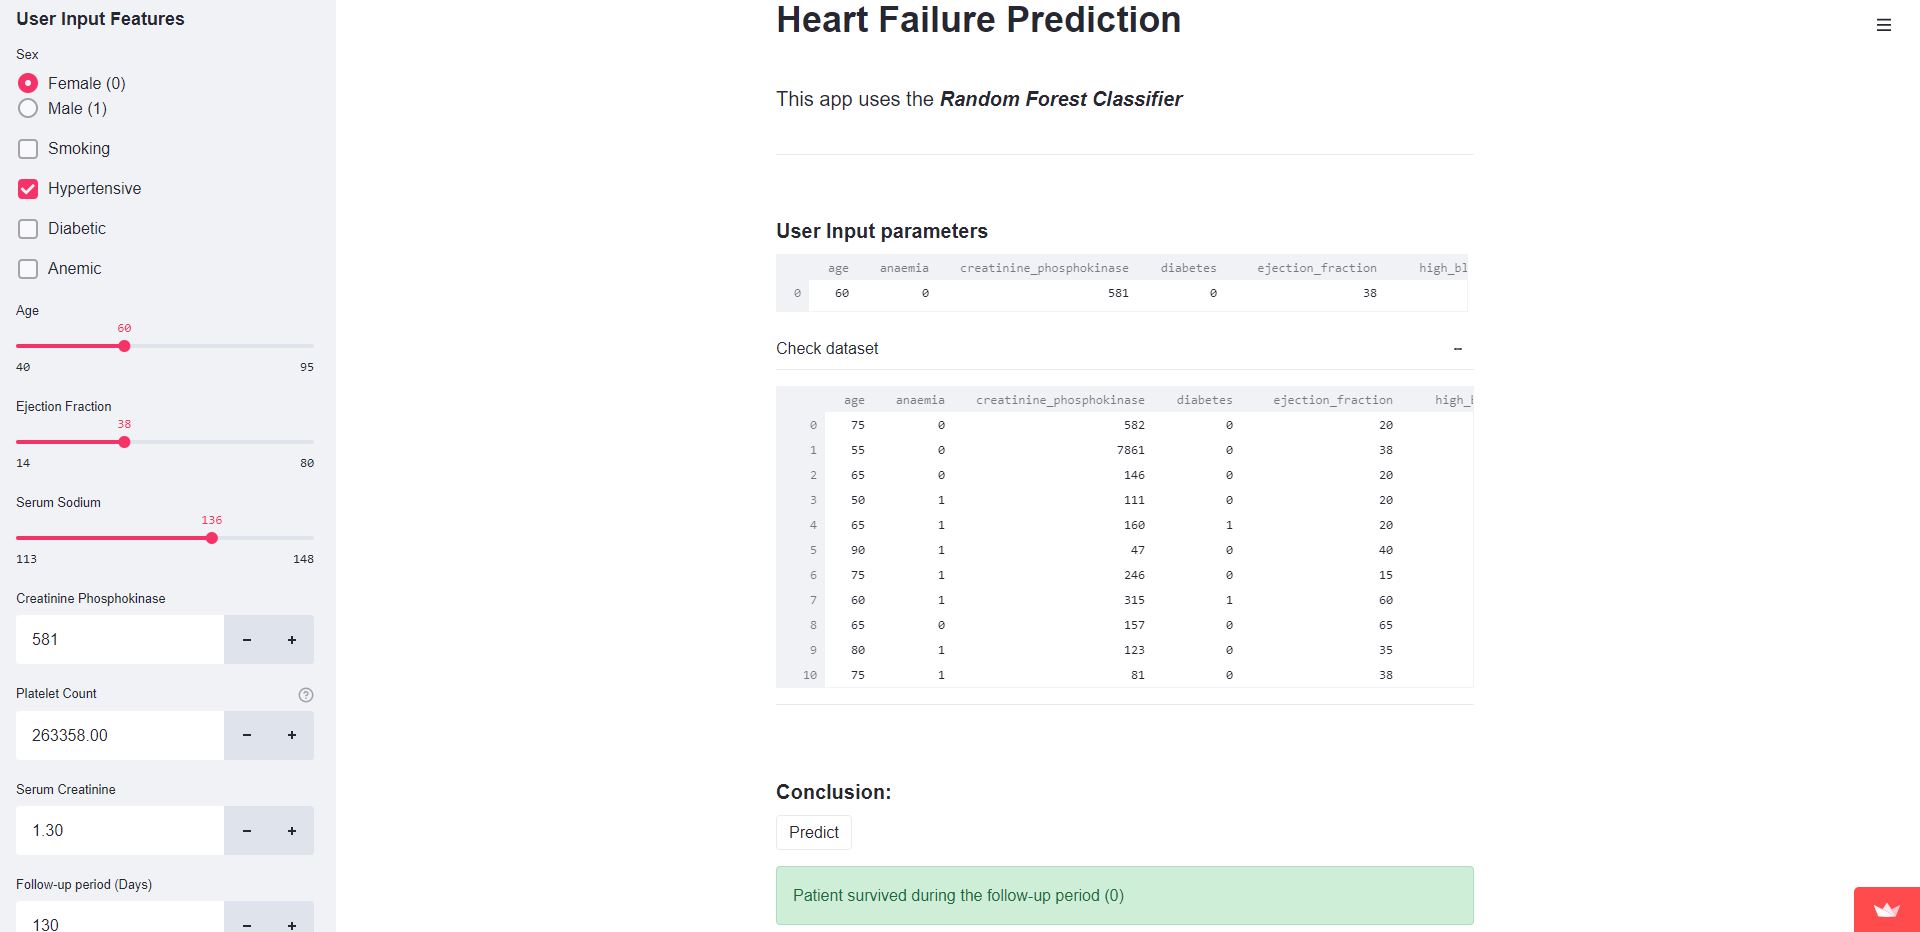 User Input Features
Sex
Female (0)
Male (1)
Smoking
Hypertensive
Diabetic
Anemic
Age
60
40 95
Ejection Fraction
38
14 80
Serum Sodium
136
113 148
Creatinine Phosphokinase
581 - +
Platelet Count
263358.00 - +
Serum Creatinine
1.30 - +
Follow-up period (Days)
130 - +
Heart Failure Prediction
This app uses the Random Forest Classifier
User Input parameters
age anaemia creatinine_phosphokinase diabetes ejection_fraction high_bl
0 60 0 581 0 38
Check dataset -
age anaemia creatinine_phosphokinase diabetes ejection_fraction high_b
0 75 0 582 0 20
1 55 0 7861 0 38
2 65 0 146 0 20
3 50 1 111 0 20
4 65 1 160 1 20
5 90 1 47 0 40
6 75 1 246 0 15
7 60 1 315 1 60
8 65 0 157 0 65
9 80 1 123 0 35
10 75 1 81 0 38
Conclusion:
Predict
Patient survived during the follow-up period (0)